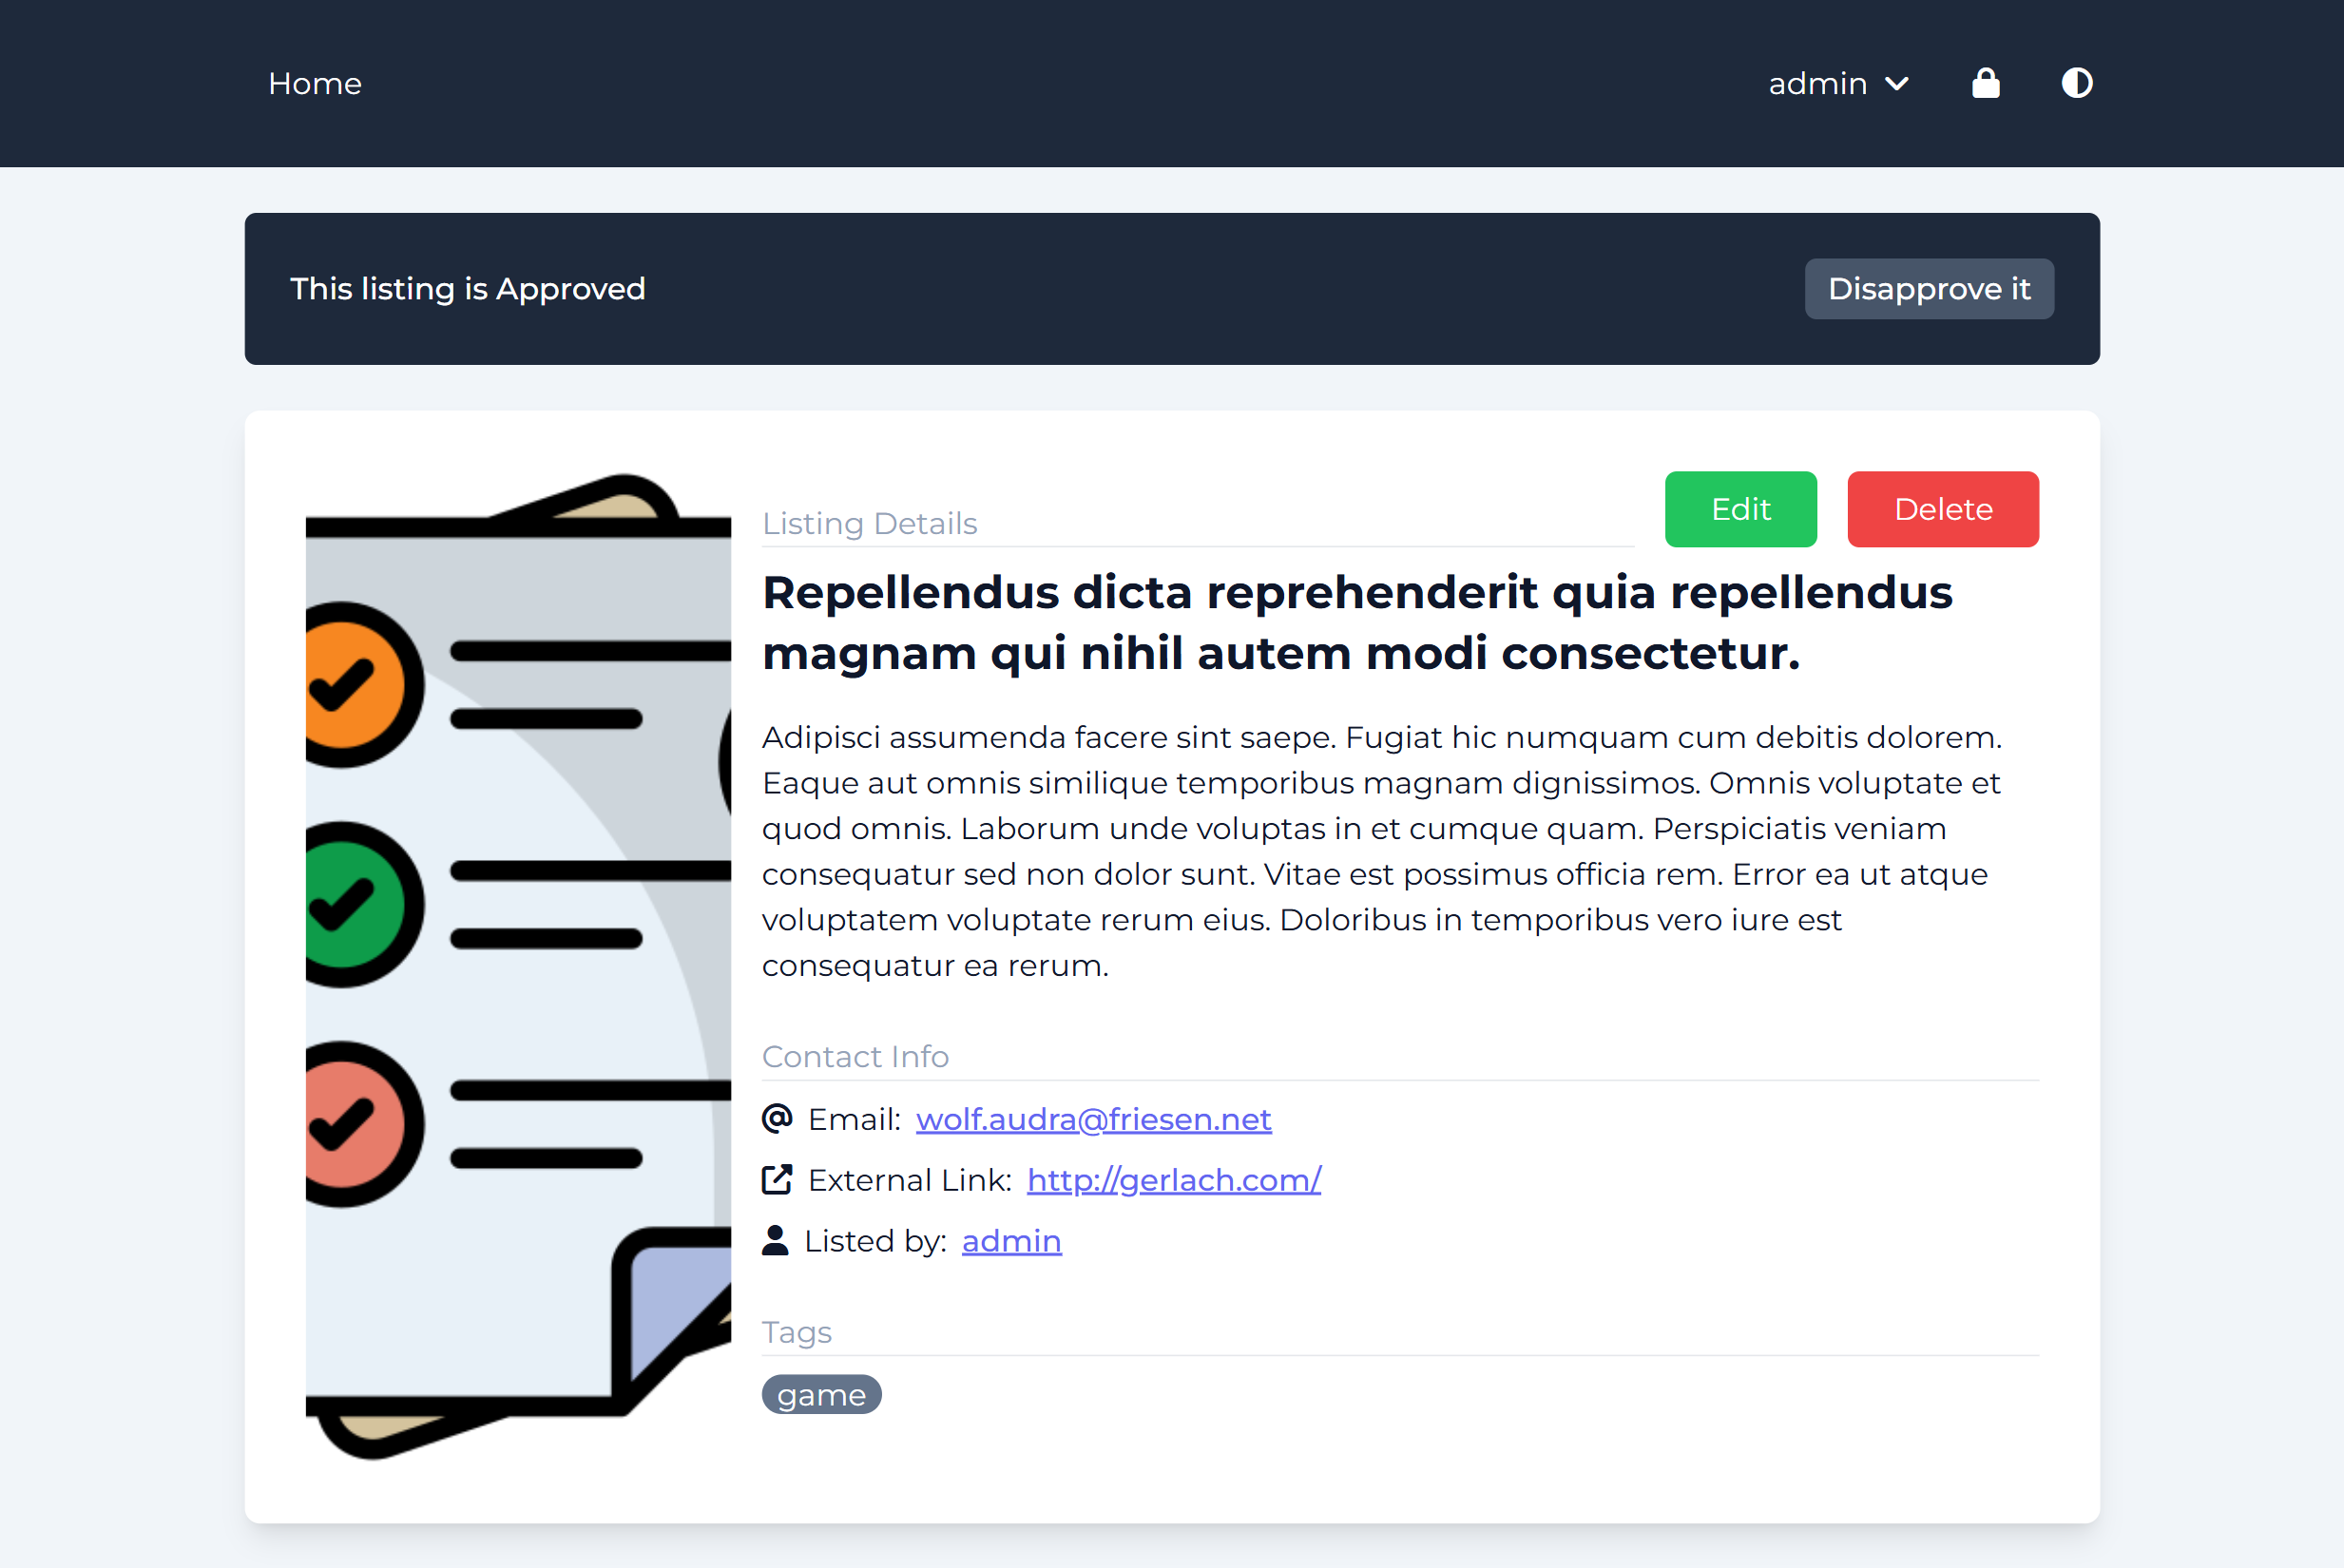 Home
admin
This listing is Approved
Disapprove it
Listing Details
Edit
Delete
Repellendus dicta reprehenderit quia repellendus
magnam qui nihil autem modi consectetur.
Adipisci assumenda facere sint saepe. Fugiat hic numquam cum debitis dolorem.
Eaque aut omnis similique temporibus magnam dignissimos. Omnis voluptate et
quod omnis. Laborum unde voluptas in et cumque quam. Perspiciatis veniam
consequatur sed non dolor sunt. Vitae est possimus officia rem. Error ea ut atque
voluptatem voluptate rerum eius. Doloribus in temporibus vero iure est
consequatur ea rerum.
Contact Info
Email: wolf.audra@friesen.net
External Link: http://gerlach.com/
Listed by: admin
Tags
game